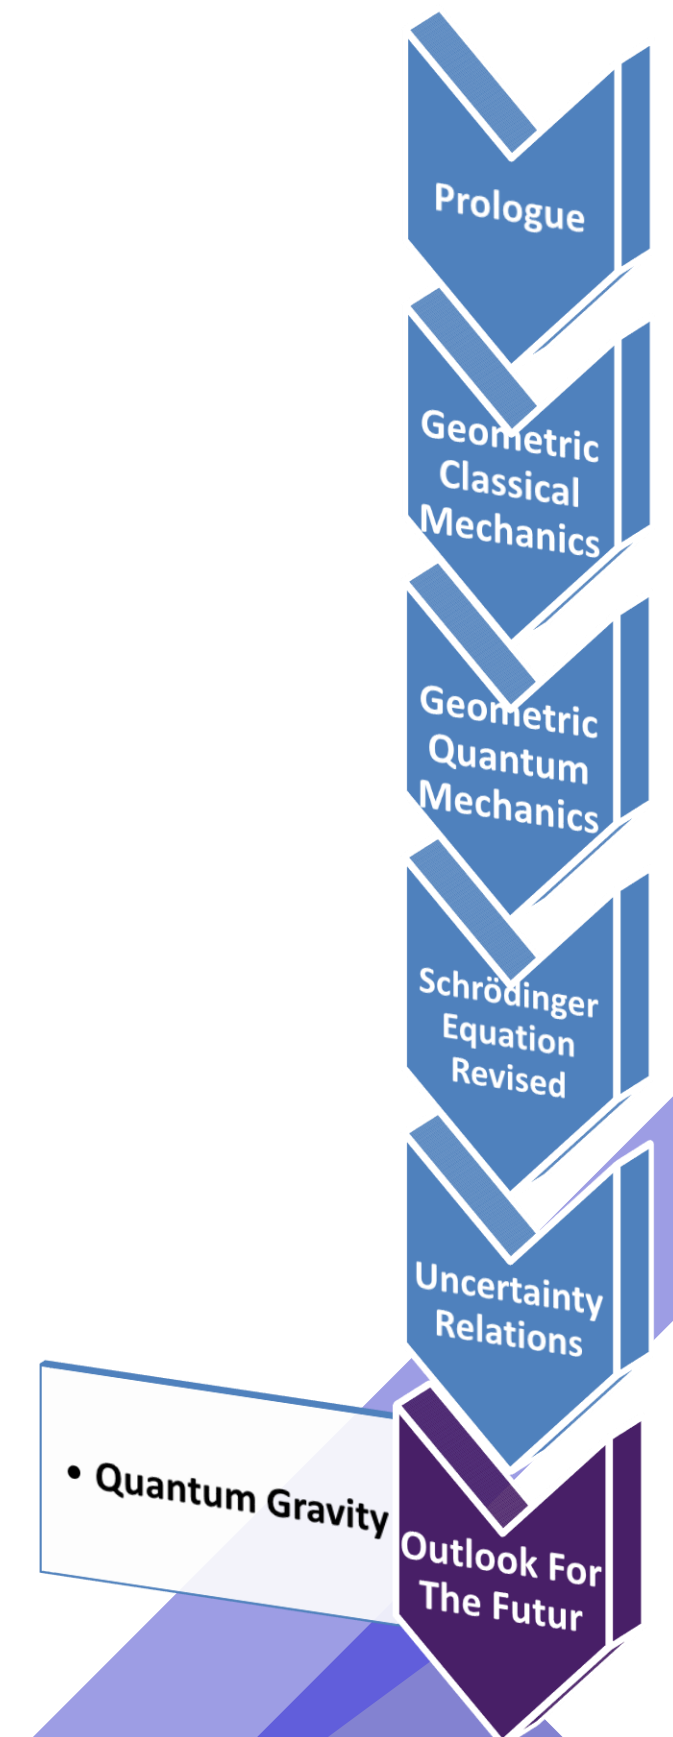 Prologue
Geometric
Classical
Mechanics
Geometric
Quantum
Mechanics
Schrödinger
Equation
Revised
Uncertainty
Relations
• Quantum Gravity
Outlook For
The Futur